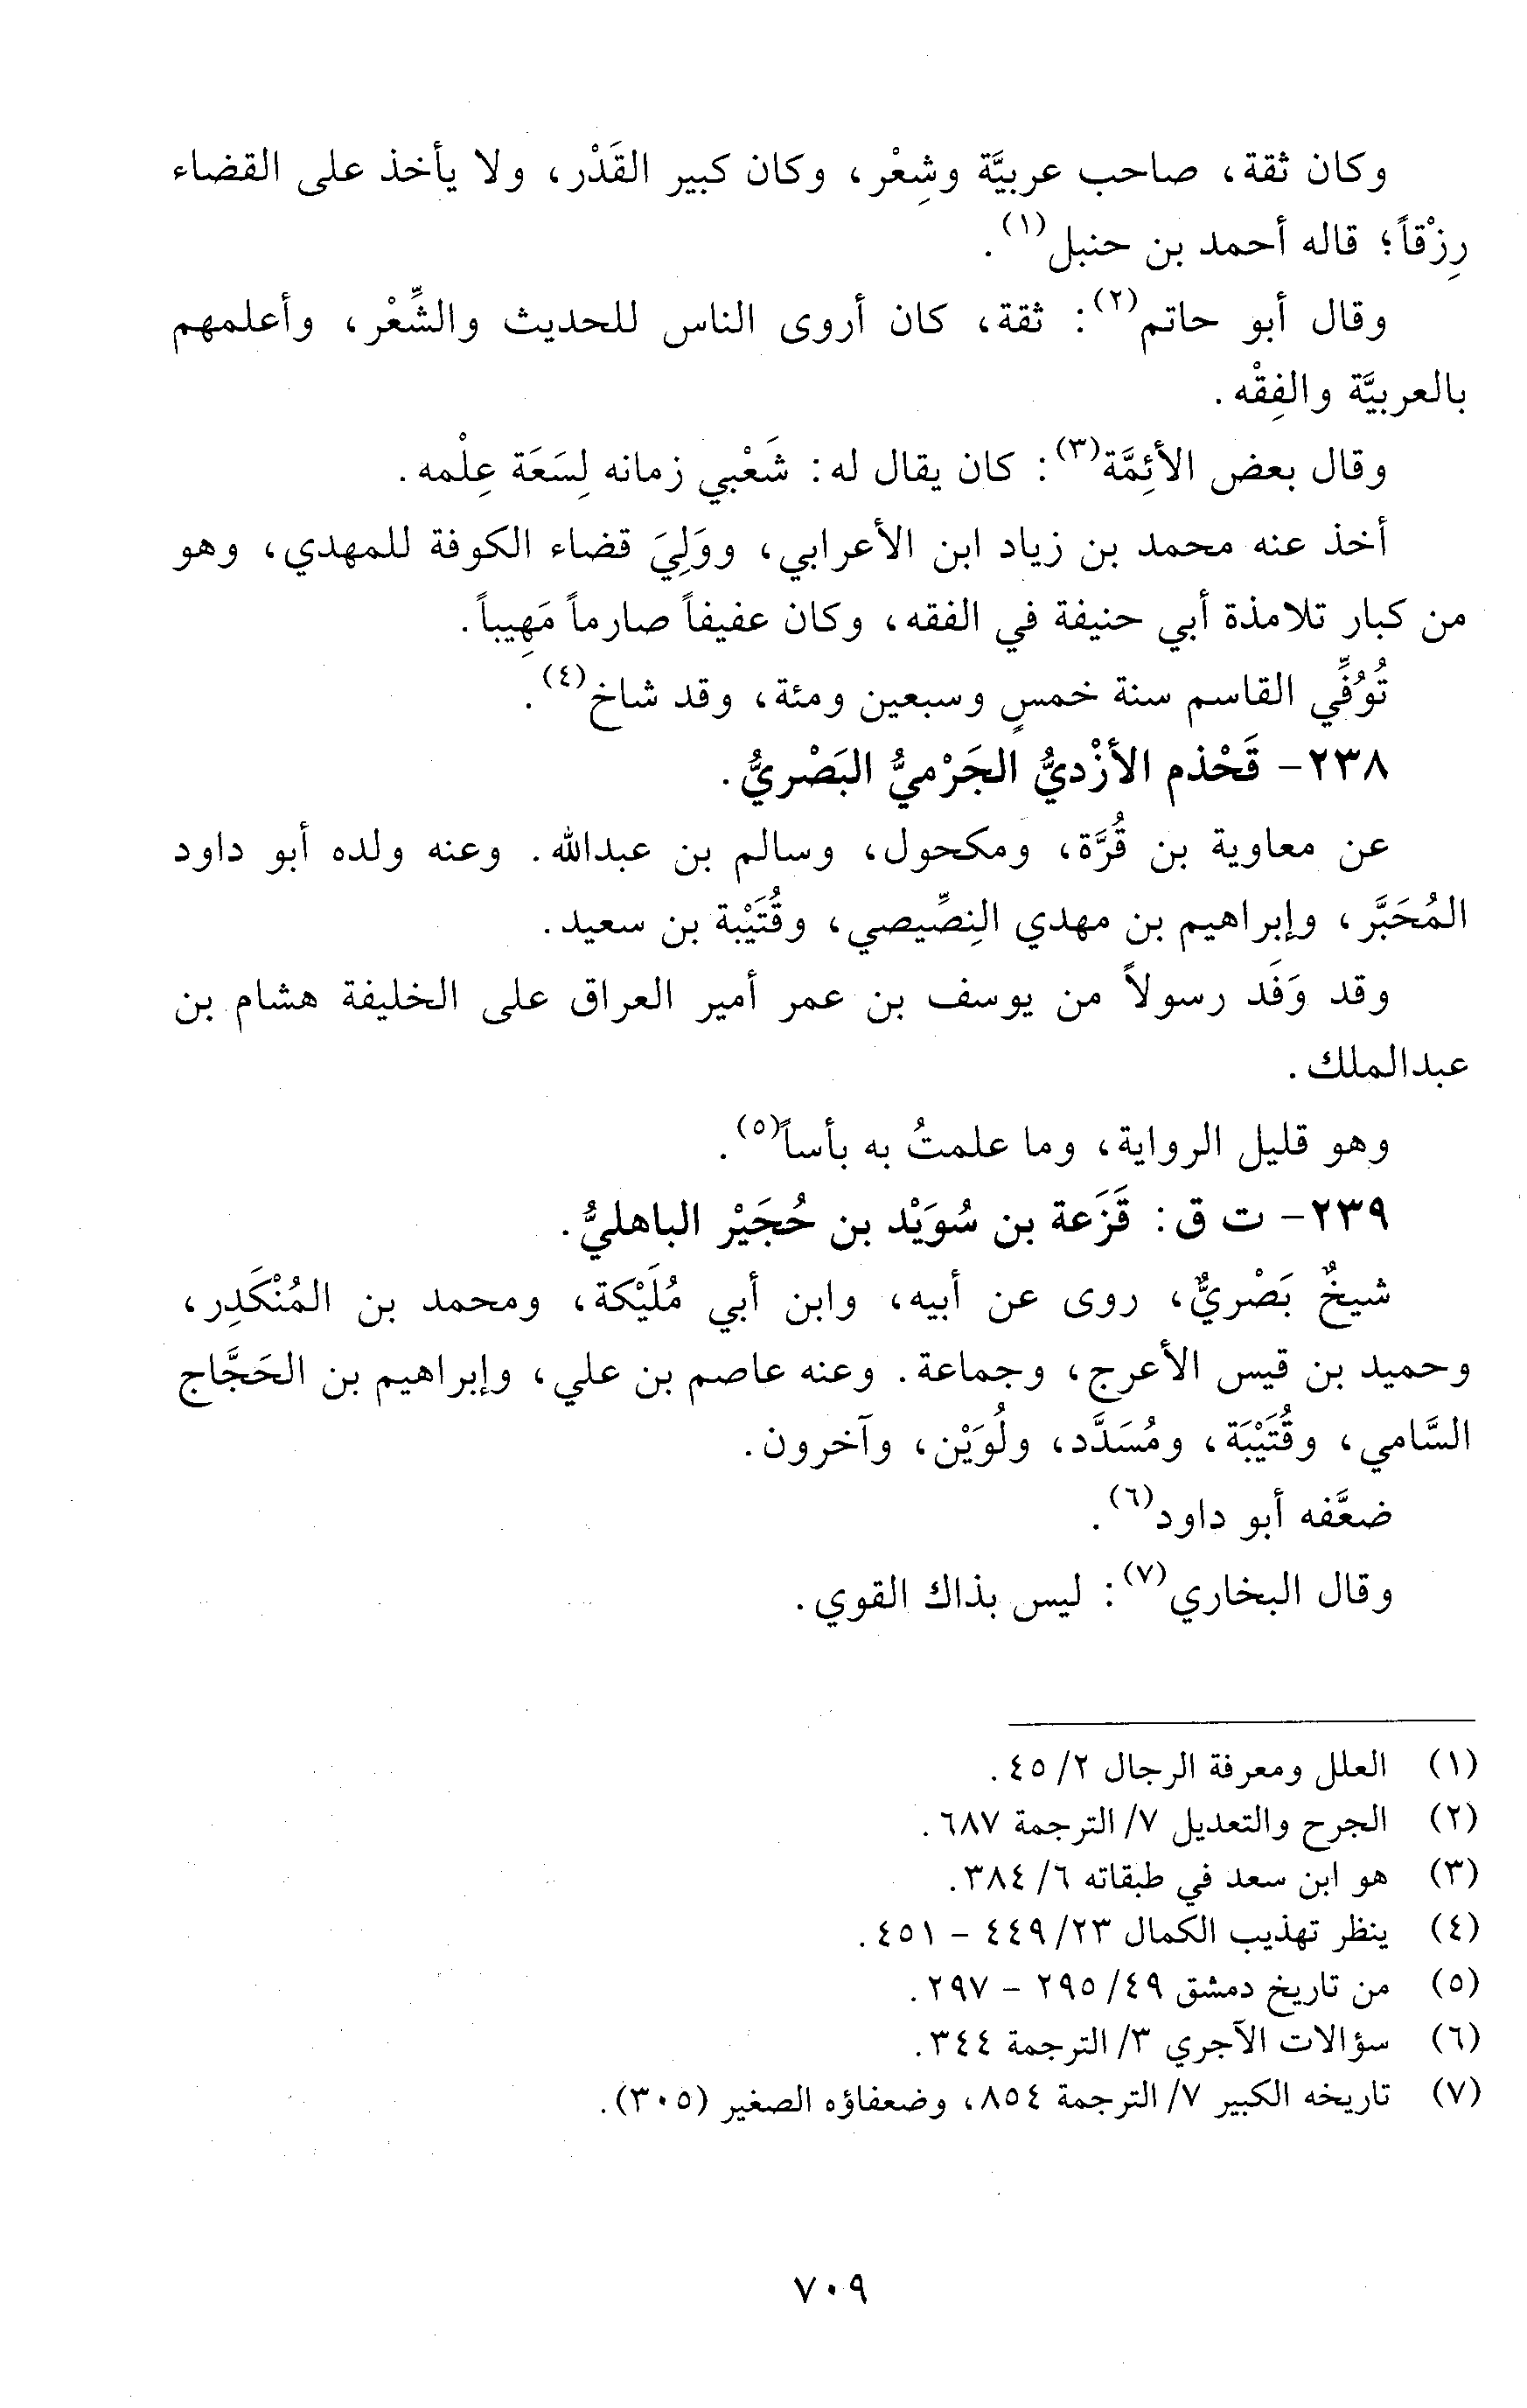 وكان ثقة، صاحب عربيَّة وشِعْر، وكان كبير القَدْر، ولا يأخذ على القضاء
رِزْقاً؛ قاله أحمد بن حنبل(١).
وقال أبو حاتم(٢): ثقة، كان أروى الناس للحديث والشِّعْر، وأعلمهم
بالعربيَّة والفِقْه.
وقال بعض الأئِمَّة(٣): كان يقال له: شَعْبي زمانه لِسَعَة عِلْمه.
أخذ عنه محمد بن زياد ابن الأعرابي، ووَلِيَ قضاء الكوفة للمهدي، وهو
من كبار تلامذة أبي حنيفة في الفقه، وكان عفيفاً صارماً مَهِيباً.
تُوُفِّي القاسم سنة خمسٍ وسبعين ومئة، وقد شاخ(٤).
٢٣٨- قَحْذم الأزْديُّ الجَرْميُّ البَصْريُّ.
عن معاوية بن قُرَّة، ومكحول، وسالم بن عبدالله. وعنه ولده أبو داود
المُحَبَّر، وإبراهيم بن مهدي النِصِّيصي، وقُتَيْبة بن سعيد.
وقد وَفَد رسولاً من يوسف بن عمر أمير العراق على الخليفة هشام بن
عبدالملك.
وهو قليل الرواية، وما علمتُ به بأساً(٥).
٢٣٩- ت ق: قَزَعة بن سُوَيْد بن حُجَيْر الباهليُّ.
شيخٌ بَصْريٌّ، روى عن أبيه، وابن أبي مُلَيْكة، ومحمد بن المُنْكَدِر،
وحميد بن قيس الأعرج، وجماعة. وعنه عاصم بن علي، وإبراهيم بن الحَجَّاج
السَّامي، وقُتَيْبَة، ومُسَدَّد، ولُوَيْن، وآخرون.
ضعَّفه أبو داود(٦).
وقال البخاري(٧): ليس بذاك القوي.
(١) العلل ومعرفة الرجال ٢/ ٤٥.
(٢) الجرح والتعديل ٧/ الترجمة ٦٨٧.
(٣) هو ابن سعد في طبقاته ٦/ ٣٨٤.
(٤) ينظر تهذيب الكمال ٢٣/ ٤٤٩ - ٤٥١.
(٥) من تاريخ دمشق ٤٩/ ٢٩٥ - ٢٩٧.
(٦) سؤالات الآجري ٣/ الترجمة ٣٤٤.
(٧) تاريخه الكبير ٧/ الترجمة ٨٥٤، وضعفاؤه الصغير (٣٠٥).
٧٠٩